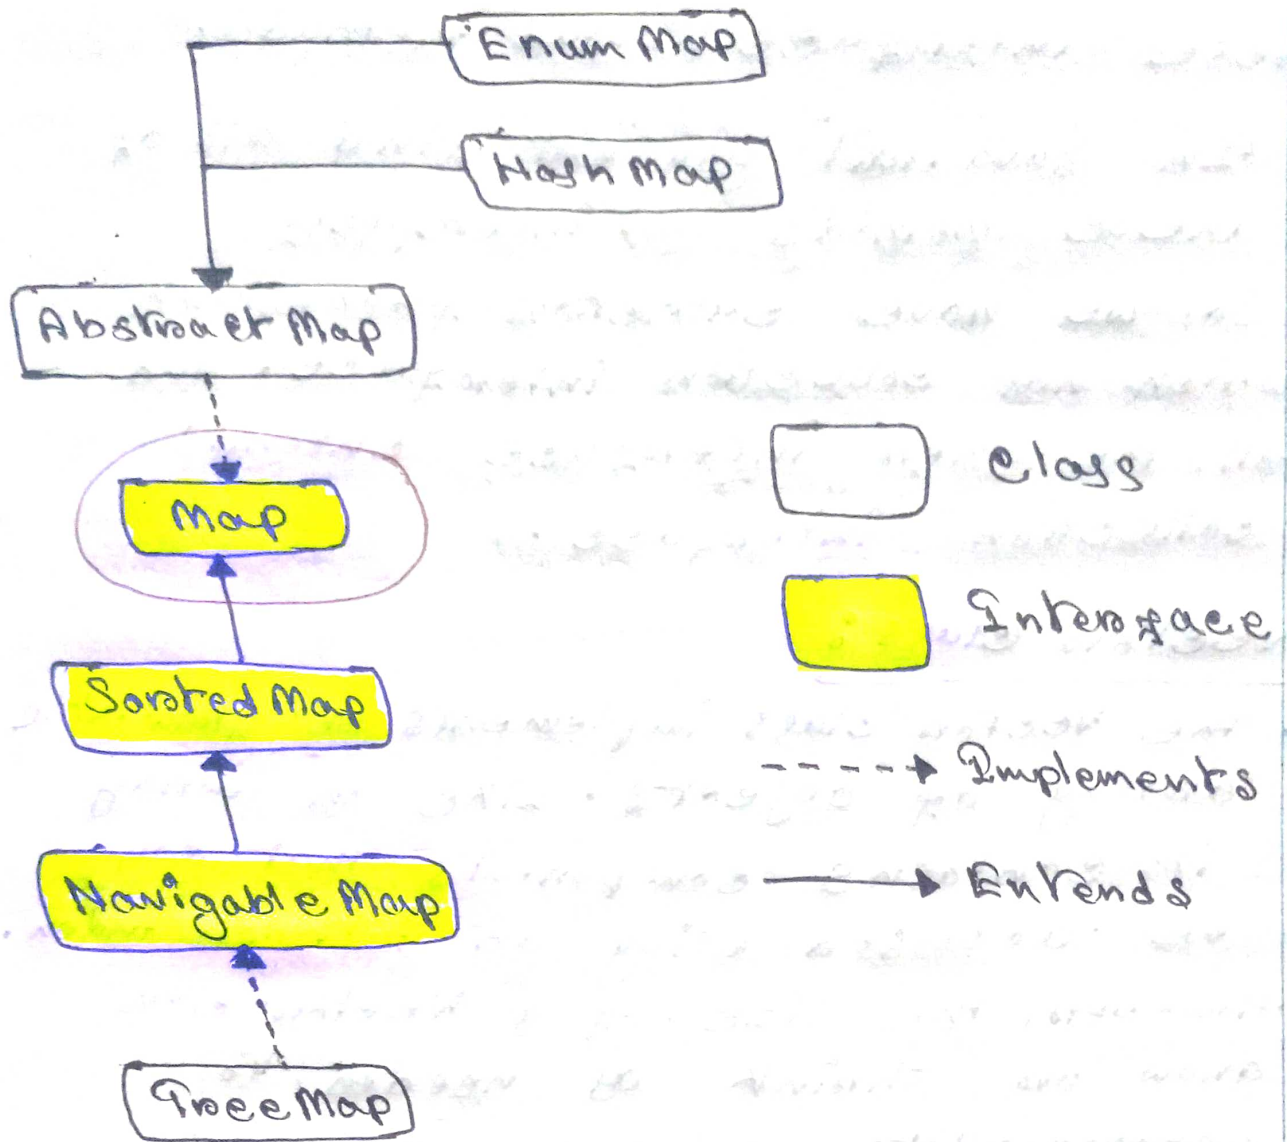 Enum Map
Hash Map
Abstract Map
Map
Sorted Map
Navigable Map
Tree Map
Class
Interface
Implements
Extends